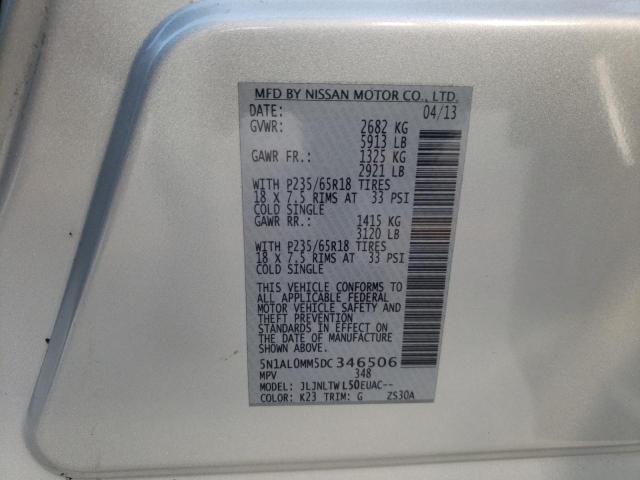 MFD BY NISSAN MOTOR CO., LTD.
DATE: 04/13
GVWR: 2682 KG
5913 LB
GAWR FR.: 1325 KG
2921 LB
WITH P235/65R18 TIRES
18 X 7.5 RIMS AT 33 PSI
COLD SINGLE
GAWR RR.: 1415 KG
3120 LB
WITH P235/65R18 TIRES
18 X 7.5 RIMS AT 33 PSI
COLD SINGLE
THIS VEHICLE CONFORMS TO
ALL APPLICABLE FEDERAL
MOTOR VEHICLE SAFETY AND
THEFT PREVENTION
STANDARDS IN EFFECT ON
THE DATE OF MANUFACTURE
SHOWN ABOVE.
5N1AL0MM5DC346506
MPV 348
MODEL: JLJNLTWL50EUAC--
COLOR: K23 TRIM: G ZS30A